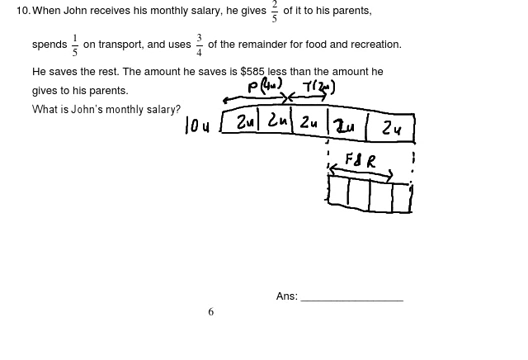 10. When John receives his monthly salary, he gives 2/5 of it to his parents,
spends 1/5 on transport, and uses 3/4 of the remainder for food and recreation.
He saves the rest. The amount he saves is $585 less than the amount he
gives to his parents.
What is John's monthly salary?
P(4u) T(2u)
10u 2u 2u 2u 2u 2u
F&R
Ans: ____________________
6